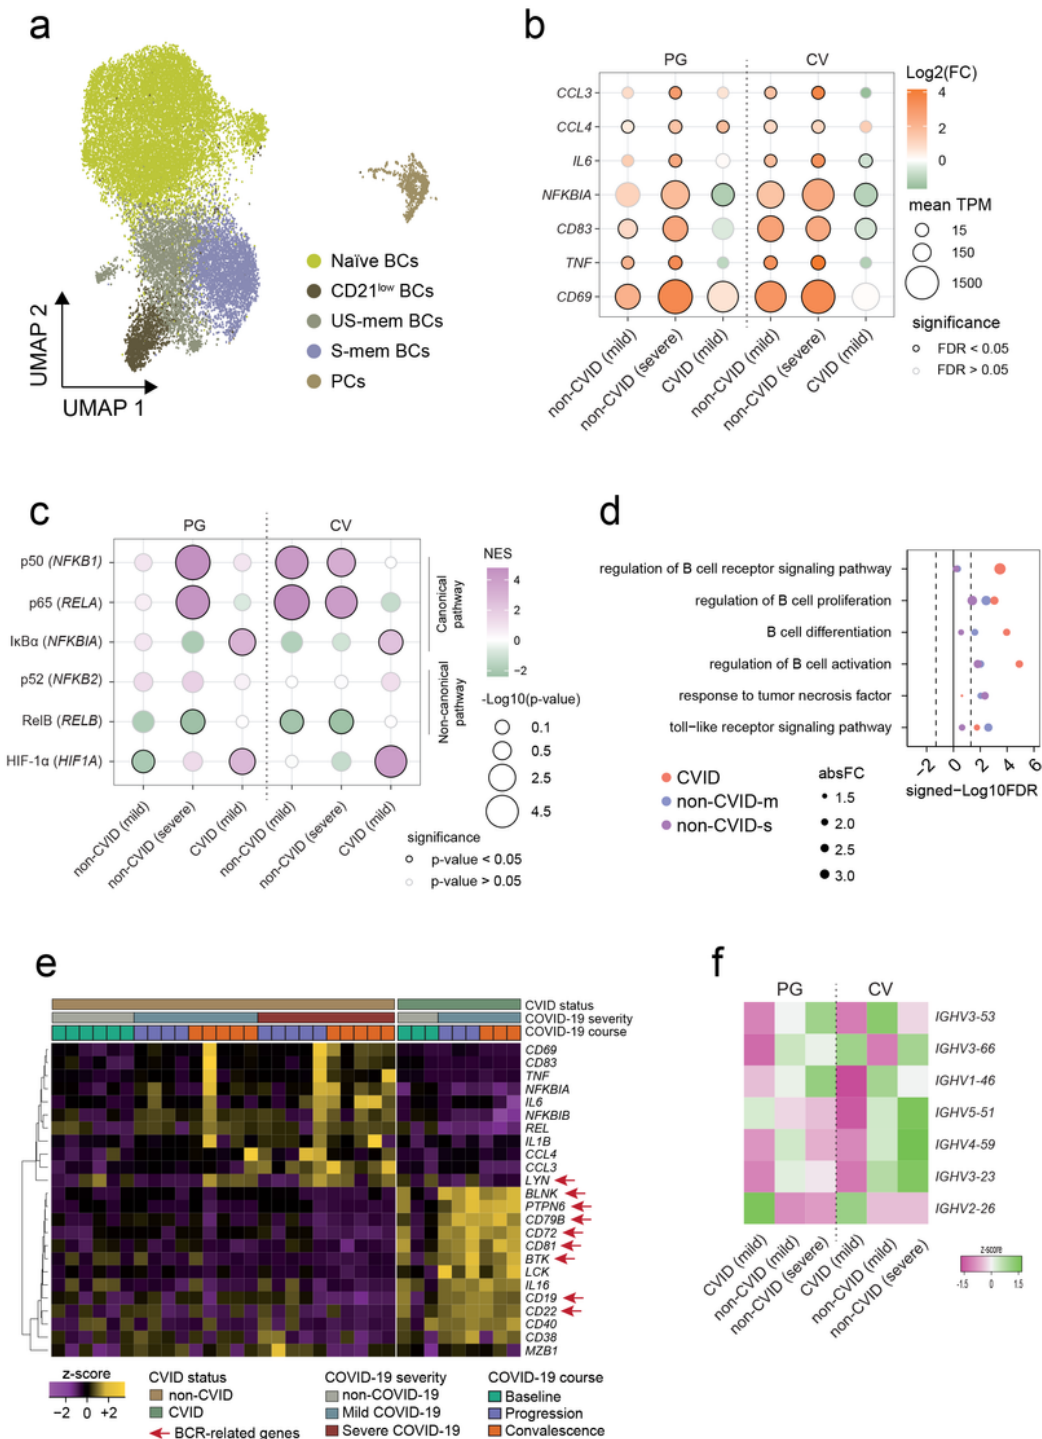 a
UMAP 2
UMAP 1
Naïve BCs
CD21low BCs
US-mem BCs
S-mem BCs
PCs
b
PG
CV
CCL3
CCL4
IL6
NFKBIA
CD83
TNF
CD69
non-CVID (mild)
non-CVID (severe)
CVID (mild)
non-CVID (mild)
non-CVID (severe)
CVID (mild)
Log2(FC)
4
2
0
mean TPM
15
150
1500
significance
FDR < 0.05
FDR > 0.05
c
PG
CV
p50 (NFKB1)
p65 (RELA)
IκBα (NFKBIA)
p52 (NFKB2)
RelB (RELB)
HIF-1α (HIF1A)
Canonical pathway
Non-canonical pathway
non-CVID (mild)
non-CVID (severe)
CVID (mild)
non-CVID (mild)
non-CVID (severe)
CVID (mild)
NES
4
2
0
−2
-Log10(p-value)
0.1
0.5
2.5
4.5
significance
p-value < 0.05
p-value > 0.05
d
regulation of B cell receptor signaling pathway
regulation of B cell proliferation
B cell differentiation
regulation of B cell activation
response to tumor necrosis factor
toll-like receptor signaling pathway
−2 0 2 4 6
signed−Log10FDR
CVID
non-CVID-m
non-CVID-s
absFC
1.5
2.0
2.5
3.0
e
CVID status
COVID-19 severity
COVID-19 course
CD69
CD83
TNF
NFKBIA
IL6
NFKBIB
REL
IL1B
CCL4
CCL3
LYN
BLNK
PTPN6
CD79B
CD72
CD81
BTK
LCK
IL16
CD19
CD22
CD40
CD38
MZB1
z-score
−2 0 +2
CVID status
non-CVID
CVID
BCR-related genes
COVID-19 severity
non-COVID-19
Mild COVID-19
Severe COVID-19
COVID-19 course
Baseline
Progression
Convalescence
f
PG
CV
IGHV3-53
IGHV3-66
IGHV1-46
IGHV5-51
IGHV4-59
IGHV3-23
IGHV2-26
CVID (mild)
non-CVID (mild)
non-CVID (severe)
CVID (mild)
non-CVID (mild)
non-CVID (severe)
z-score
-1.5 0 1.5